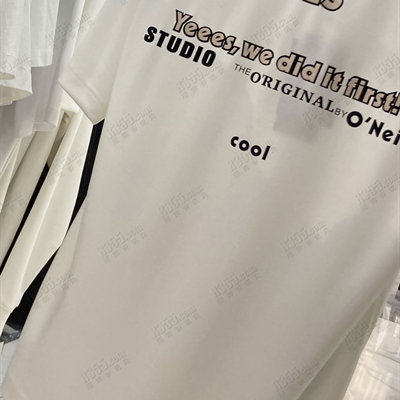 Yeees, we did it first!
STUDIO
THE ORIGINAL BY O'Nei
cool